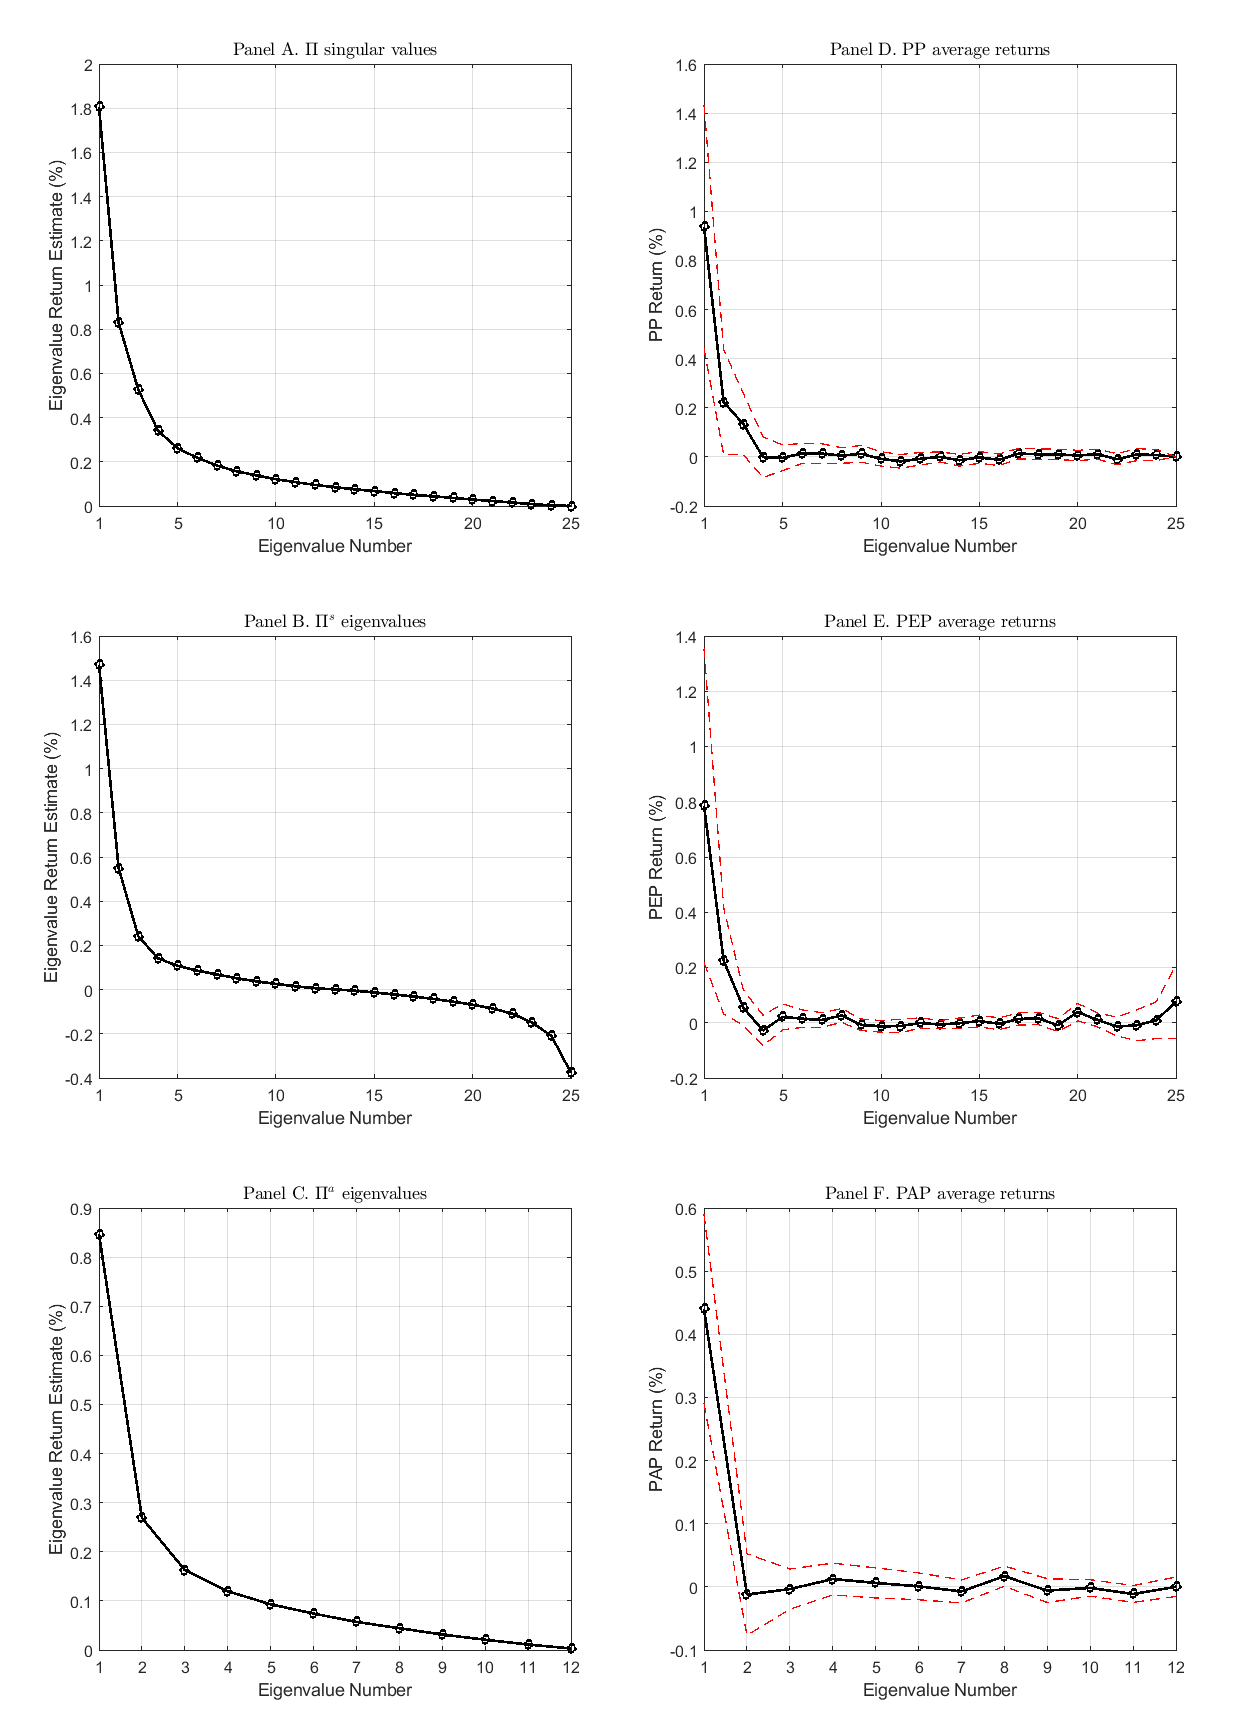 Panel A. Π singular values
2
1.8
1.6
1.4
1.2
1
0.8
0.6
0.4
0.2
0
Eigenvalue Return Estimate (%)
1 5 10 15 20 25
Eigenvalue Number
Panel D. PP average returns
1.6
1.4
1.2
1
0.8
0.6
0.4
0.2
0
-0.2
PP Return (%)
1 5 10 15 20 25
Eigenvalue Number
Panel B. Πˢ eigenvalues
1.6
1.4
1.2
1
0.8
0.6
0.4
0.2
0
-0.2
-0.4
Eigenvalue Return Estimate (%)
1 5 10 15 20 25
Eigenvalue Number
Panel E. PEP average returns
1.4
1.2
1
0.8
0.6
0.4
0.2
0
-0.2
PEP Return (%)
1 5 10 15 20 25
Eigenvalue Number
Panel C. Πᵃ eigenvalues
0.9
0.8
0.7
0.6
0.5
0.4
0.3
0.2
0.1
0
Eigenvalue Return Estimate (%)
1 2 3 4 5 6 7 8 9 10 11 12
Eigenvalue Number
Panel F. PAP average returns
0.6
0.5
0.4
0.3
0.2
0.1
0
-0.1
PAP Return (%)
1 2 3 4 5 6 7 8 9 10 11 12
Eigenvalue Number